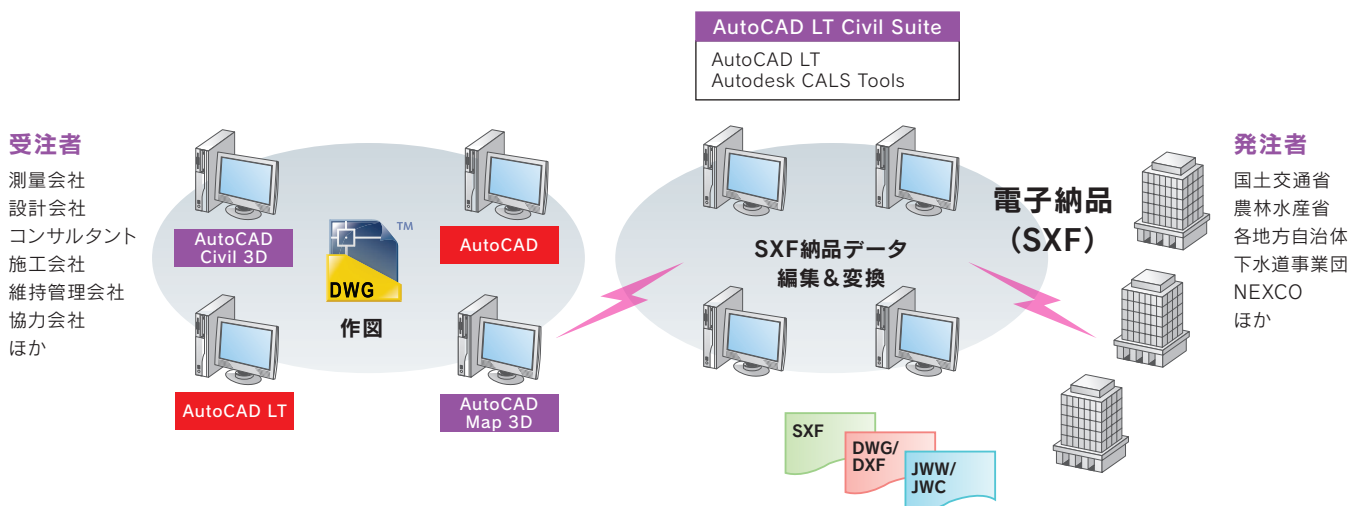 AutoCAD LT Civil Suite
AutoCAD LT
Autodesk CALS Tools
受注者
測量会社
設計会社
コンサルタント
施工会社
維持管理会社
協力会社
ほか
AutoCAD
Civil 3D
AutoCAD
TM
DWG
作図
AutoCAD LT
AutoCAD
Map 3D
SXF納品データ
編集&変換
電子納品
(SXF)
SXF
DWG/
DXF
JWW/
JWC
発注者
国土交通省
農林水産省
各地方自治体
下水道事業団
NEXCO
ほか